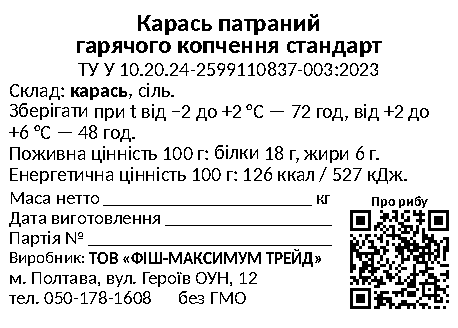 Карась патраний
гарячого копчення стандарт
ТУ У 10.20.24-2599110837-003:2023
Склад: карась, сіль.
Зберігати при t від −2 до +2 °C — 72 год, від +2 до
+6 °C — 48 год.
Поживна цінність 100 г: білки 18 г, жири 6 г.
Енергетична цінність 100 г: 126 ккал / 527 кДж.
Маса нетто ________________________ кг
Дата виготовлення ___________________
Партія № ____________________________
Про рибу
Виробник: ТОВ «ФІШ-МАКСИМУМ ТРЕЙД»
м. Полтава, вул. Героїв ОУН, 12
тел. 050-178-1608 без ГМО